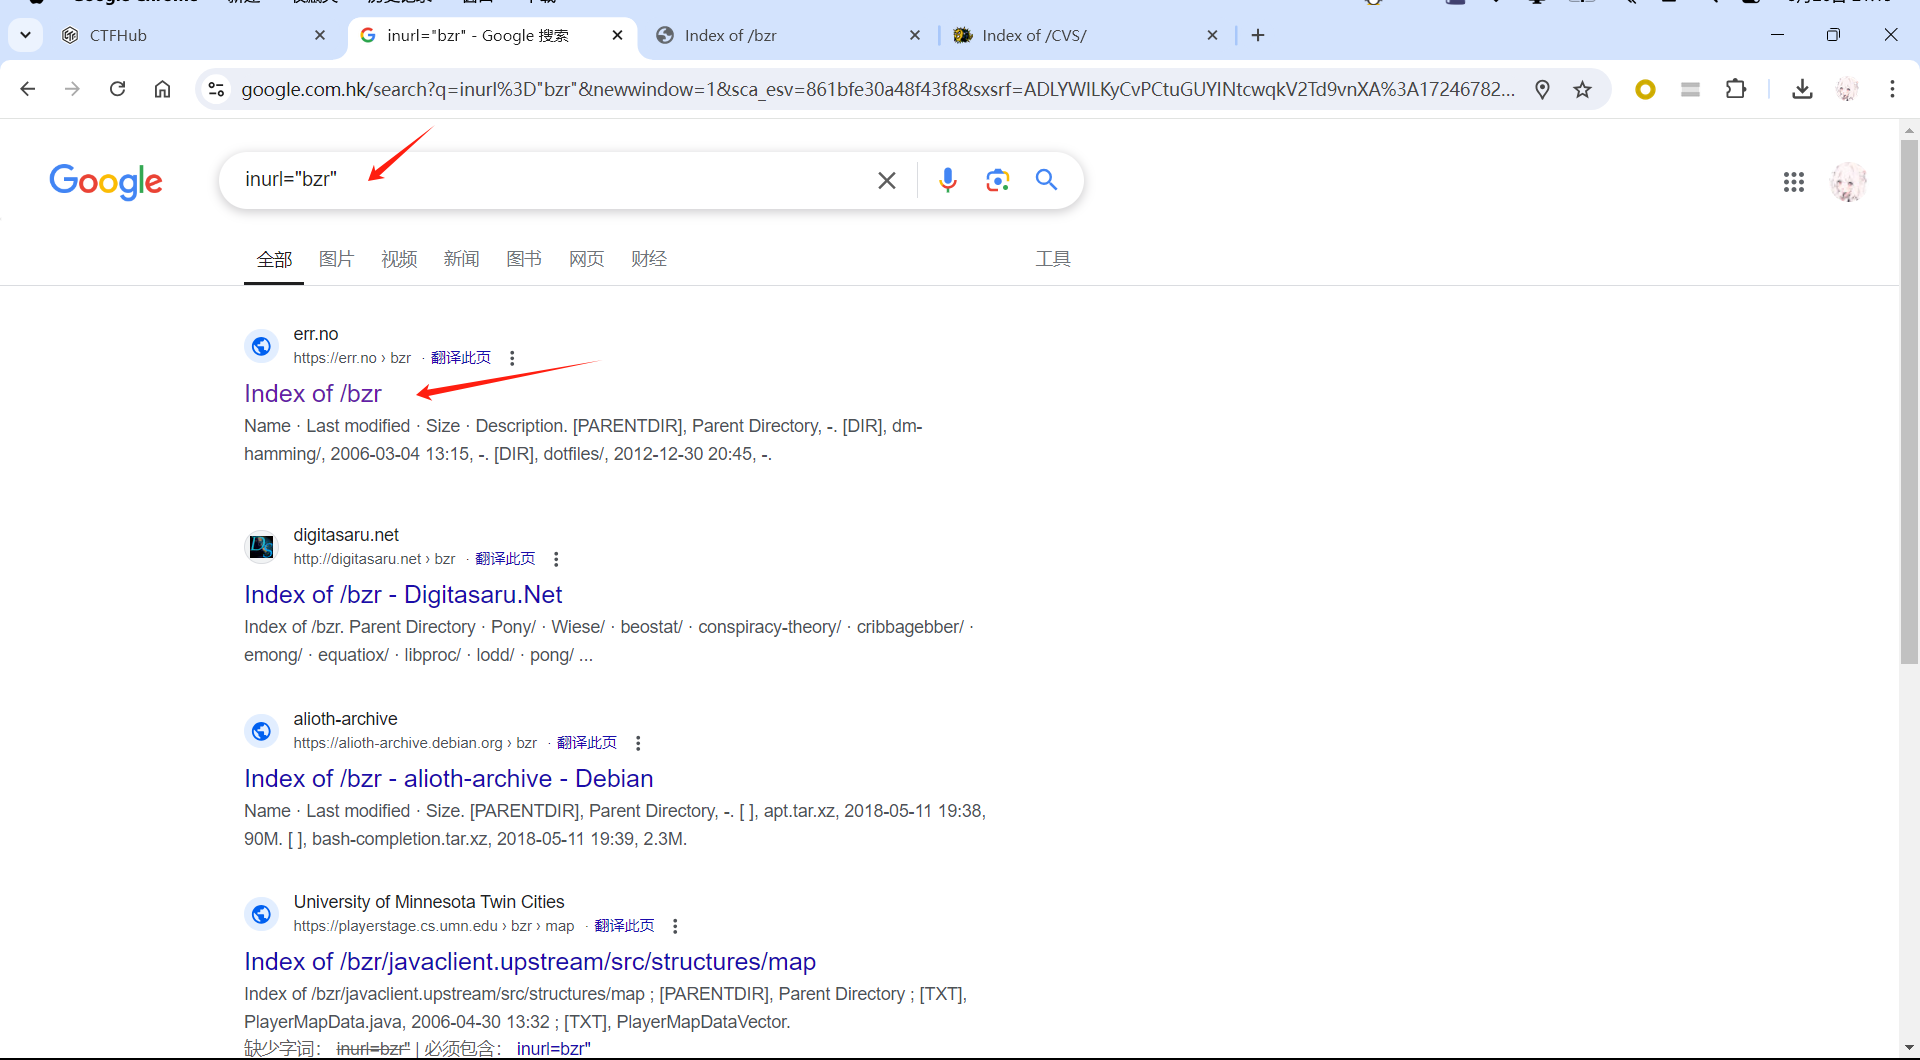 CTFHub
inurl="bzr" - Google 搜索
Index of /bzr
Index of /CVS/
google.com.hk/search?q=inurl%3D"bzr"&newwindow=1&sca_esv=861bfe30a48f43f8&sxsrf=ADLYWILKyCvPCtuGUYINtcwqkV2Td9vnXA%3A17246782...
Google
inurl="bzr"
全部 图片 视频 新闻 图书 网页 财经 工具
err.no
https://err.no › bzr · 翻译此页
Index of /bzr
Name · Last modified · Size · Description. [PARENTDIR], Parent Directory, -. [DIR], dm-
hamming/, 2006-03-04 13:15, -. [DIR], dotfiles/, 2012-12-30 20:45, -.
digitasaru.net
http://digitasaru.net › bzr · 翻译此页
Index of /bzr - Digitasaru.Net
Index of /bzr. Parent Directory · Pony/ · Wiese/ · beostat/ · conspiracy-theory/ · cribbagebber/ ·
emong/ · equatiox/ · libproc/ · lodd/ · pong/ ...
alioth-archive
https://alioth-archive.debian.org › bzr · 翻译此页
Index of /bzr - alioth-archive - Debian
Name · Last modified · Size. [PARENTDIR], Parent Directory, -. [ ], apt.tar.xz, 2018-05-11 19:38,
90M. [ ], bash-completion.tar.xz, 2018-05-11 19:39, 2.3M.
University of Minnesota Twin Cities
https://playerstage.cs.umn.edu › bzr › map · 翻译此页
Index of /bzr/javaclient.upstream/src/structures/map
Index of /bzr/javaclient.upstream/src/structures/map ; [PARENTDIR], Parent Directory ; [TXT],
PlayerMapData.java, 2006-04-30 13:32 ; [TXT], PlayerMapDataVector.
缺少字词： inurl=bzr" | 必须包含： inurl=bzr"